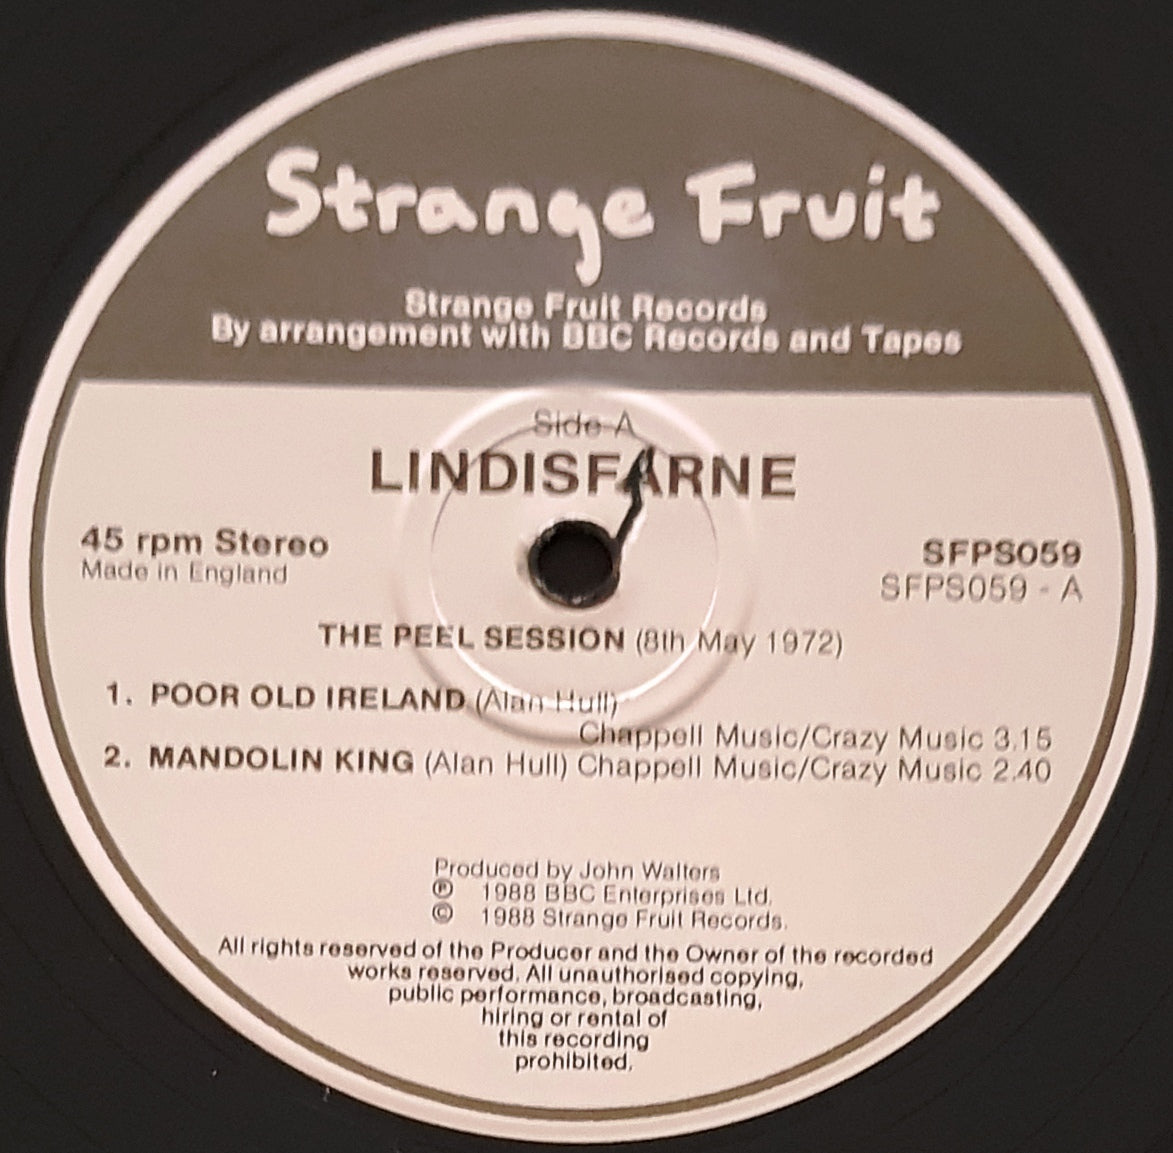 Strange Fruit
Strange Fruit Records
By arrangement with BBC Records and Tapes
Side A
LINDISFARNE
45 rpm Stereo
Made in England
SFPS059
SFPS059 - A
THE PEEL SESSION (8th May 1972)
1. POOR OLD IRELAND (Alan Hull)
Chappell Music/Crazy Music 3.15
2. MANDOLIN KING (Alan Hull) Chappell Music/Crazy Music 2.40
Produced by John Walters
℗ 1988 BBC Enterprises Ltd.
© 1988 Strange Fruit Records.
All rights reserved of the Producer and the Owner of the recorded
works reserved. All unauthorised copying,
public performance, broadcasting,
hiring or rental of
this recording
prohibited.